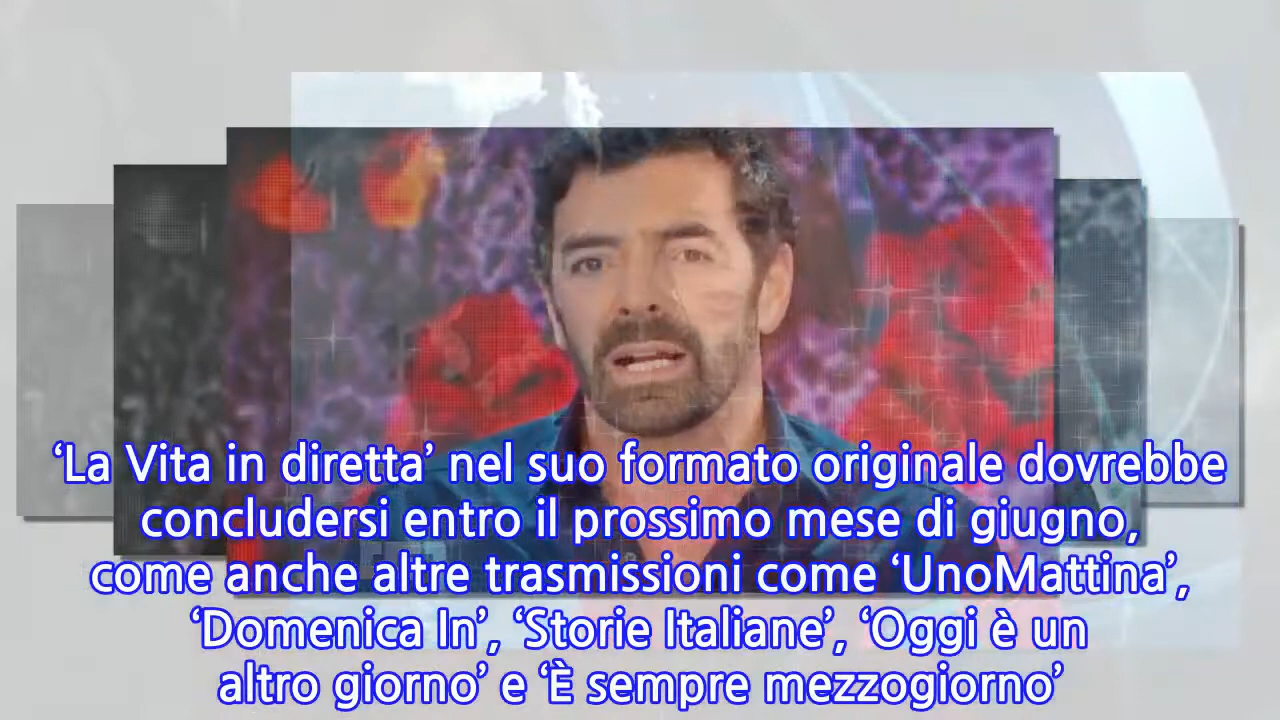 ‘La Vita in diretta’ nel suo formato originale dovrebbe
concludersi entro il prossimo mese di giugno,
come anche altre trasmissioni come ‘UnoMattina’,
‘Domenica In’, ‘Storie Italiane’, ‘Oggi è un
altro giorno’ e ‘È sempre mezzogiorno’